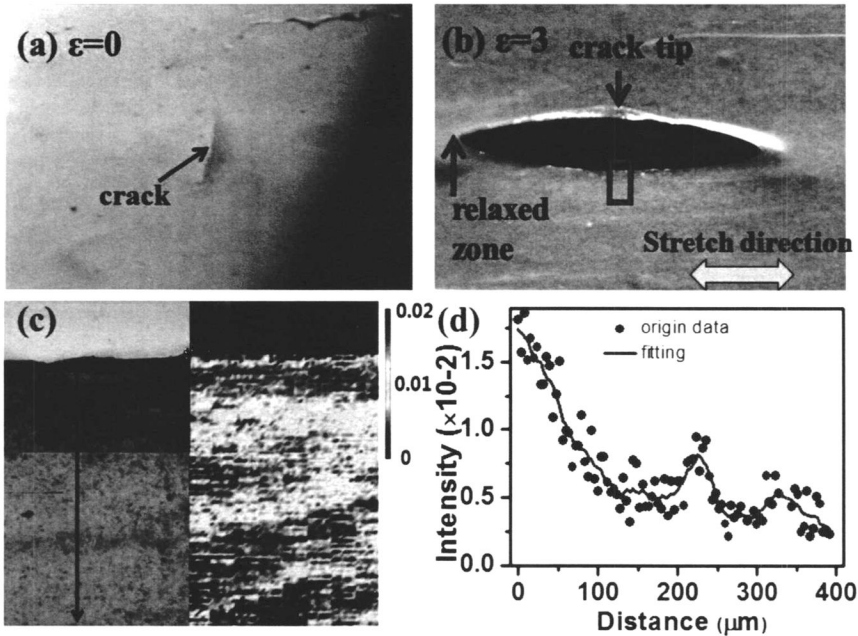 (a) ε=0
crack
(b) ε=3
crack tip
relaxed
zone
Stretch direction
(c)
0.02
0.01
0
(d)
origin data
fitting
Intensity (×10-2)
1.5
1.0
0.5
0.0
0 100 200 300 400
Distance (μm)